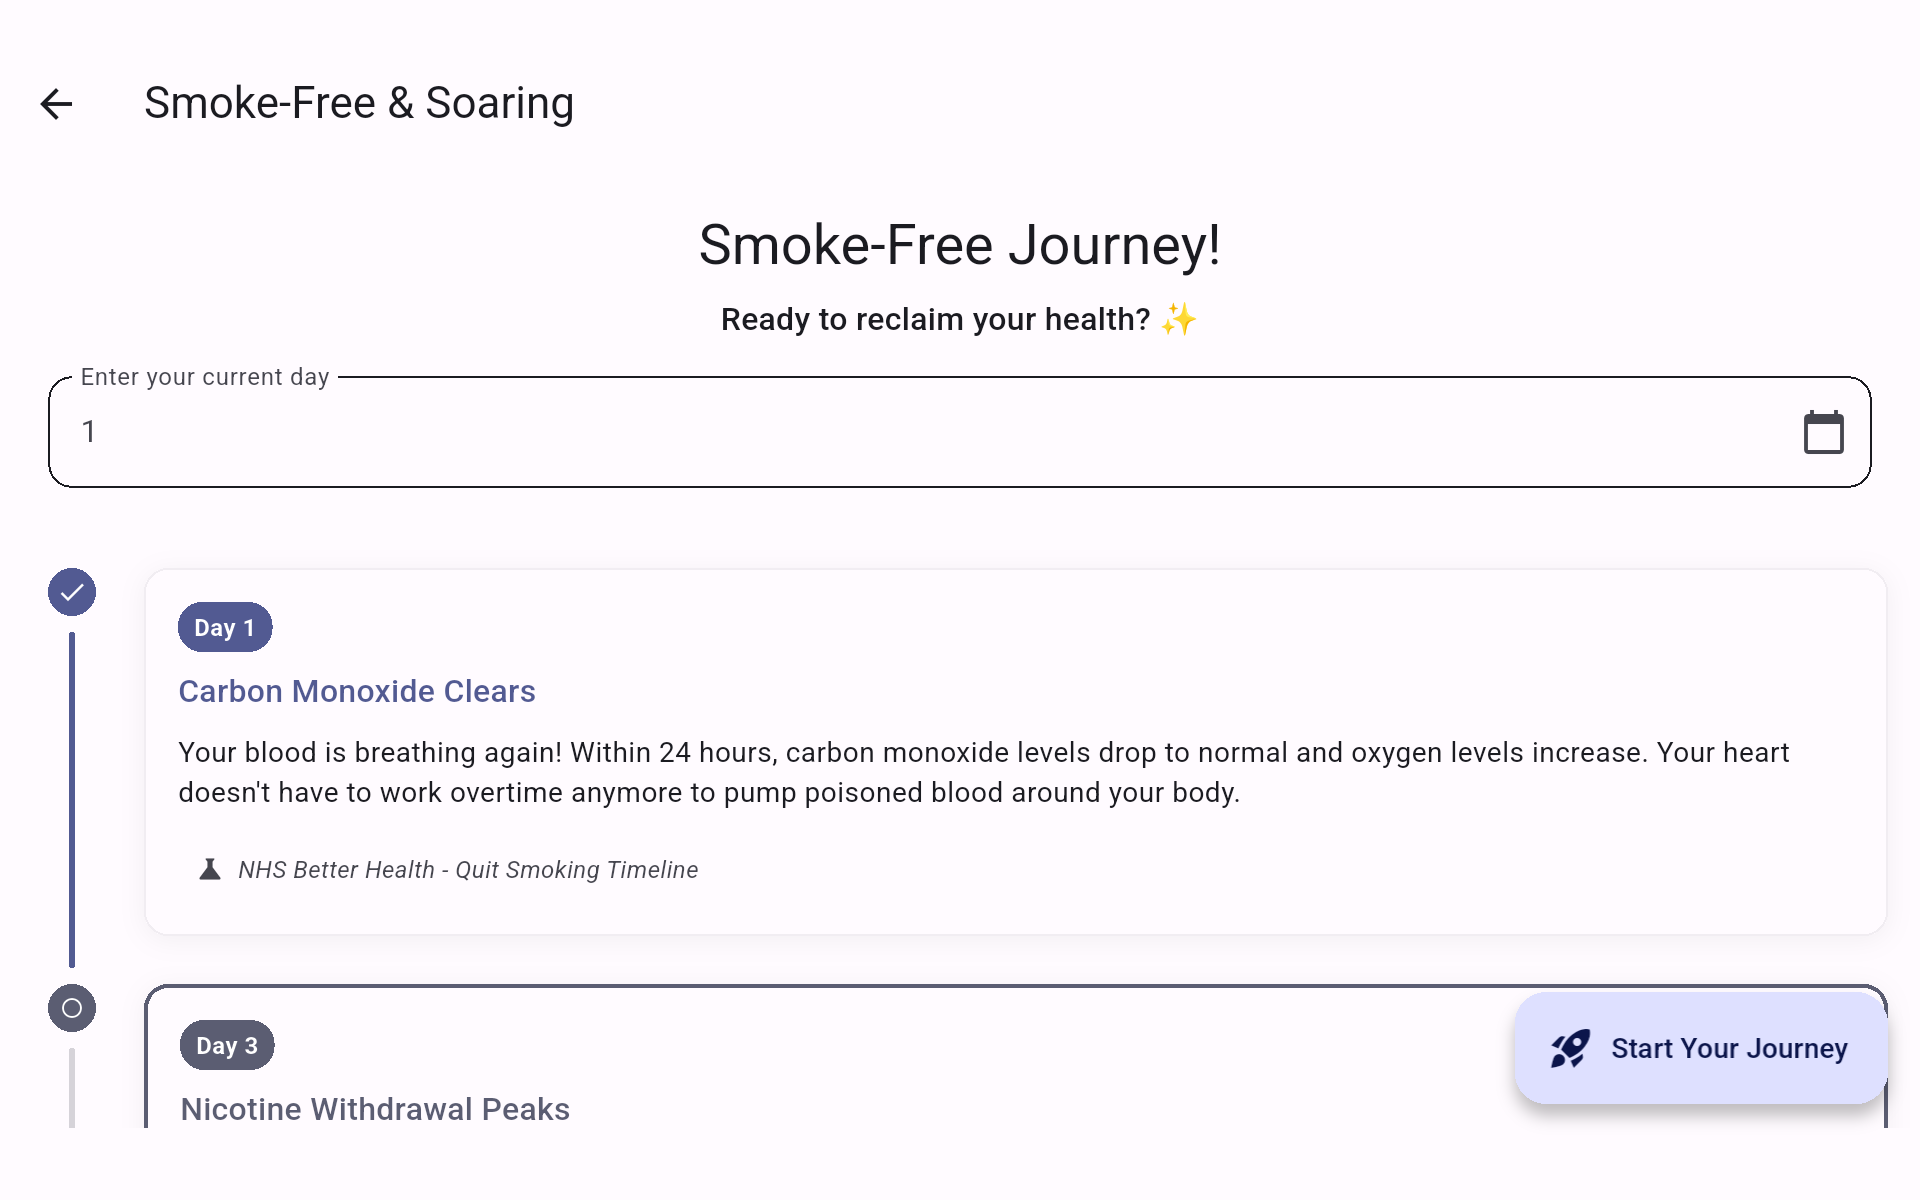 Smoke-Free & Soaring
Smoke-Free Journey!
Ready to reclaim your health? ✨
Enter your current day
1
Day 1
Carbon Monoxide Clears
Your blood is breathing again! Within 24 hours, carbon monoxide levels drop to normal and oxygen levels increase. Your heart
doesn't have to work overtime anymore to pump poisoned blood around your body.
NHS Better Health - Quit Smoking Timeline
Day 3
Start Your Journey
Nicotine Withdrawal Peaks